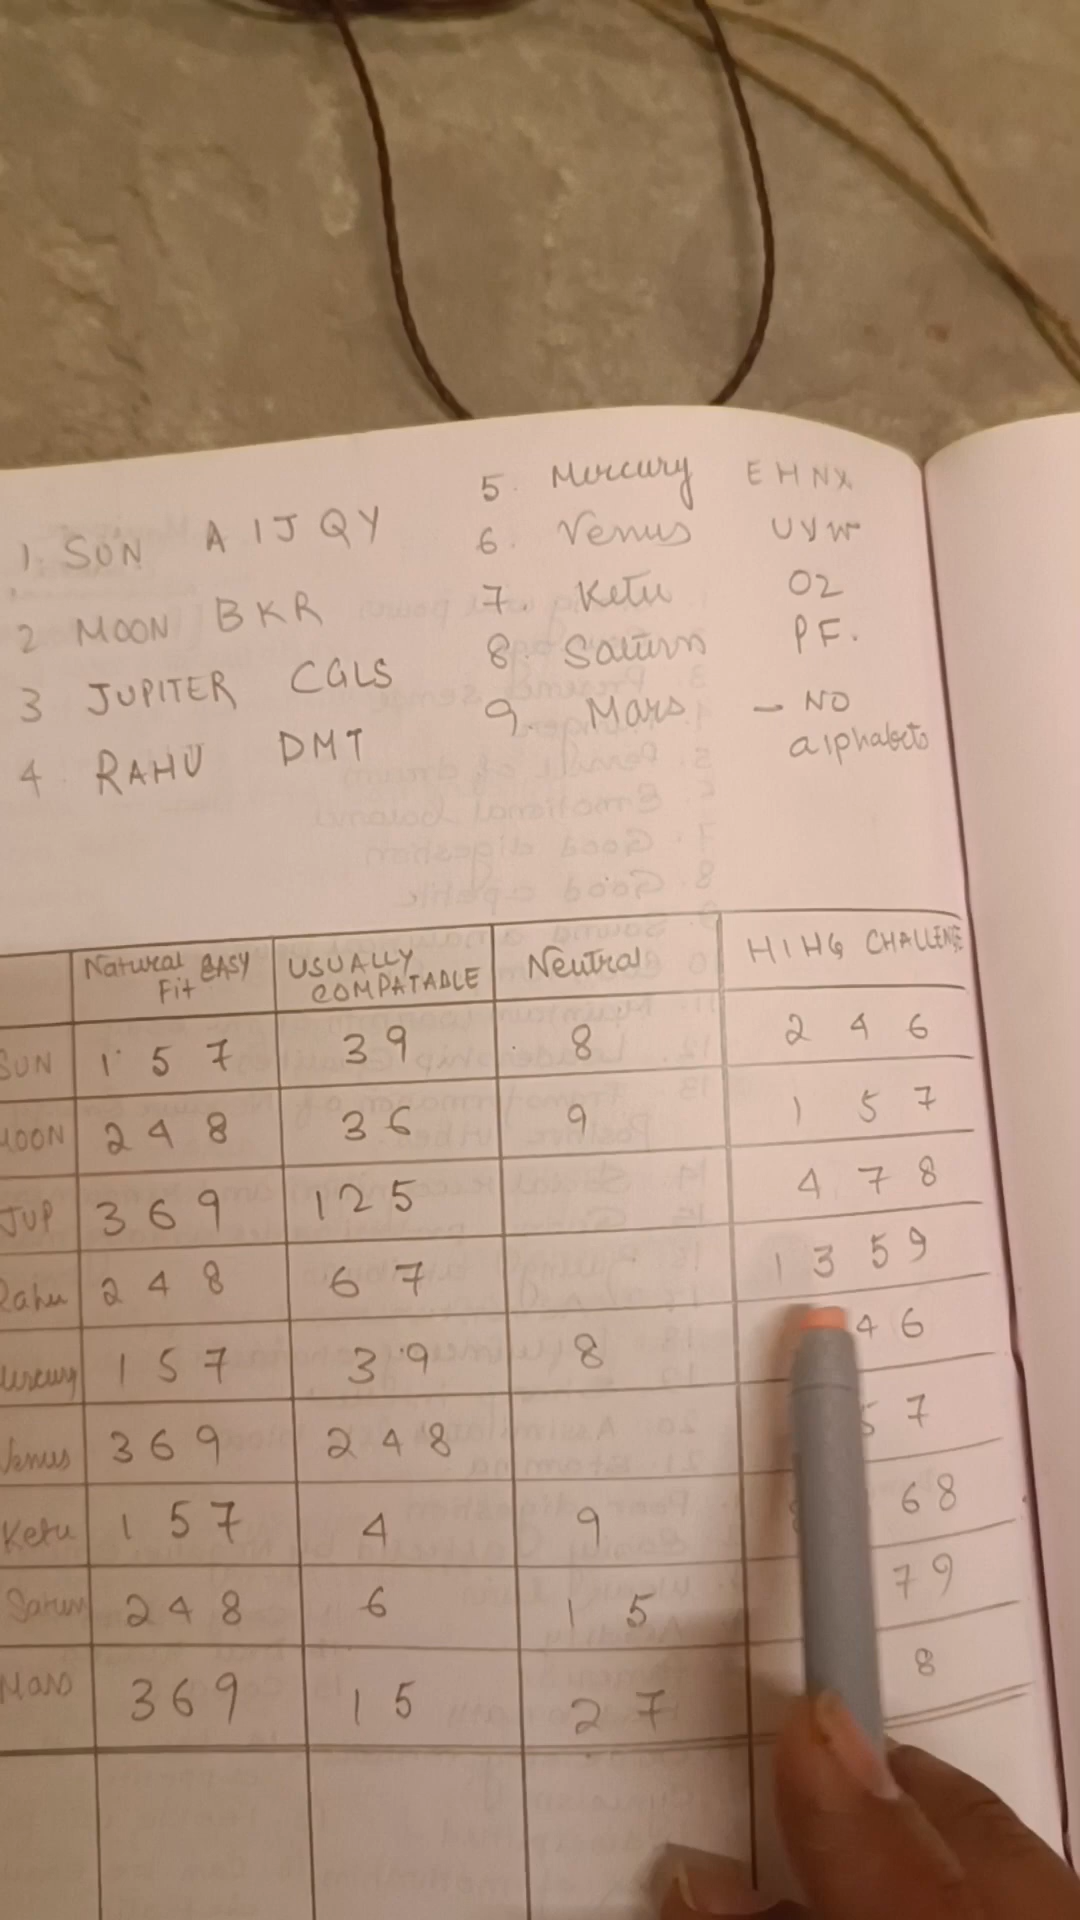 1. SUN A I J Q Y
2 MOON B K R
3 JUPITER C G L S
4. RAHU D M T
5. Mercury E H N X
6. Venus U V W
7. Ketu O Z
8. Saturn P F.
9. Mars - NO
alphabets
Natural EASY Fit USUALLY COMPATABLE Neutral HIHG CHALLENE
SUN 1 5 7 3 9 8 2 4 6
MOON 2 4 8 3 6 9 1 5 7
JUP 3 6 9 1 2 5 4 7 8
Rahu 2 4 8 6 7 1 3 5 9
Mercury 1 5 7 3 9 8 4 6
Venus 3 6 9 2 4 8 5 7
Ketu 1 5 7 4 9 6 8
Saturn 2 4 8 6 1 5 7 9
Mars 3 6 9 1 5 2 7 8